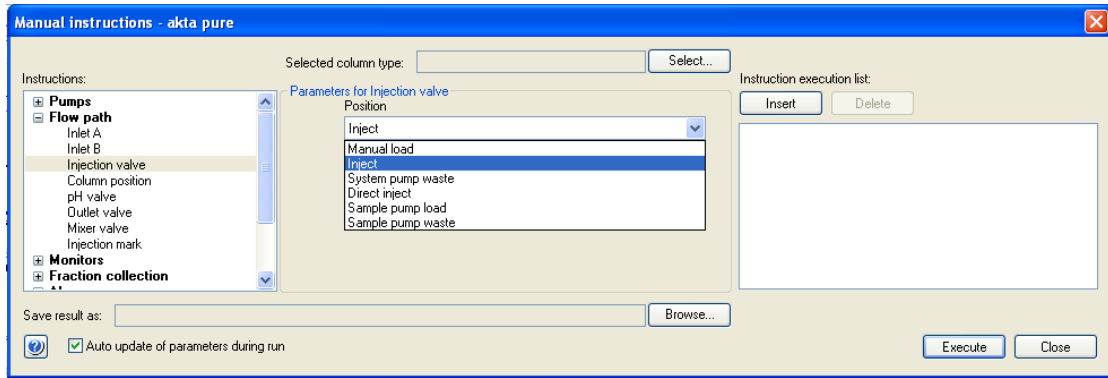 Manual instructions - akta pure
Selected column type:
Select...
Instructions:
Pumps
Flow path
Inlet A
Inlet B
Injection valve
Column position
pH valve
Outlet valve
Mixer valve
Injection mark
Monitors
Fraction collection
Parameters for Injection valve
Position
Inject
Manual load
Inject
System pump waste
Direct inject
Sample pump load
Sample pump waste
Instruction execution list:
Insert
Delete
Save result as:
Browse...
Auto update of parameters during run
Execute
Close